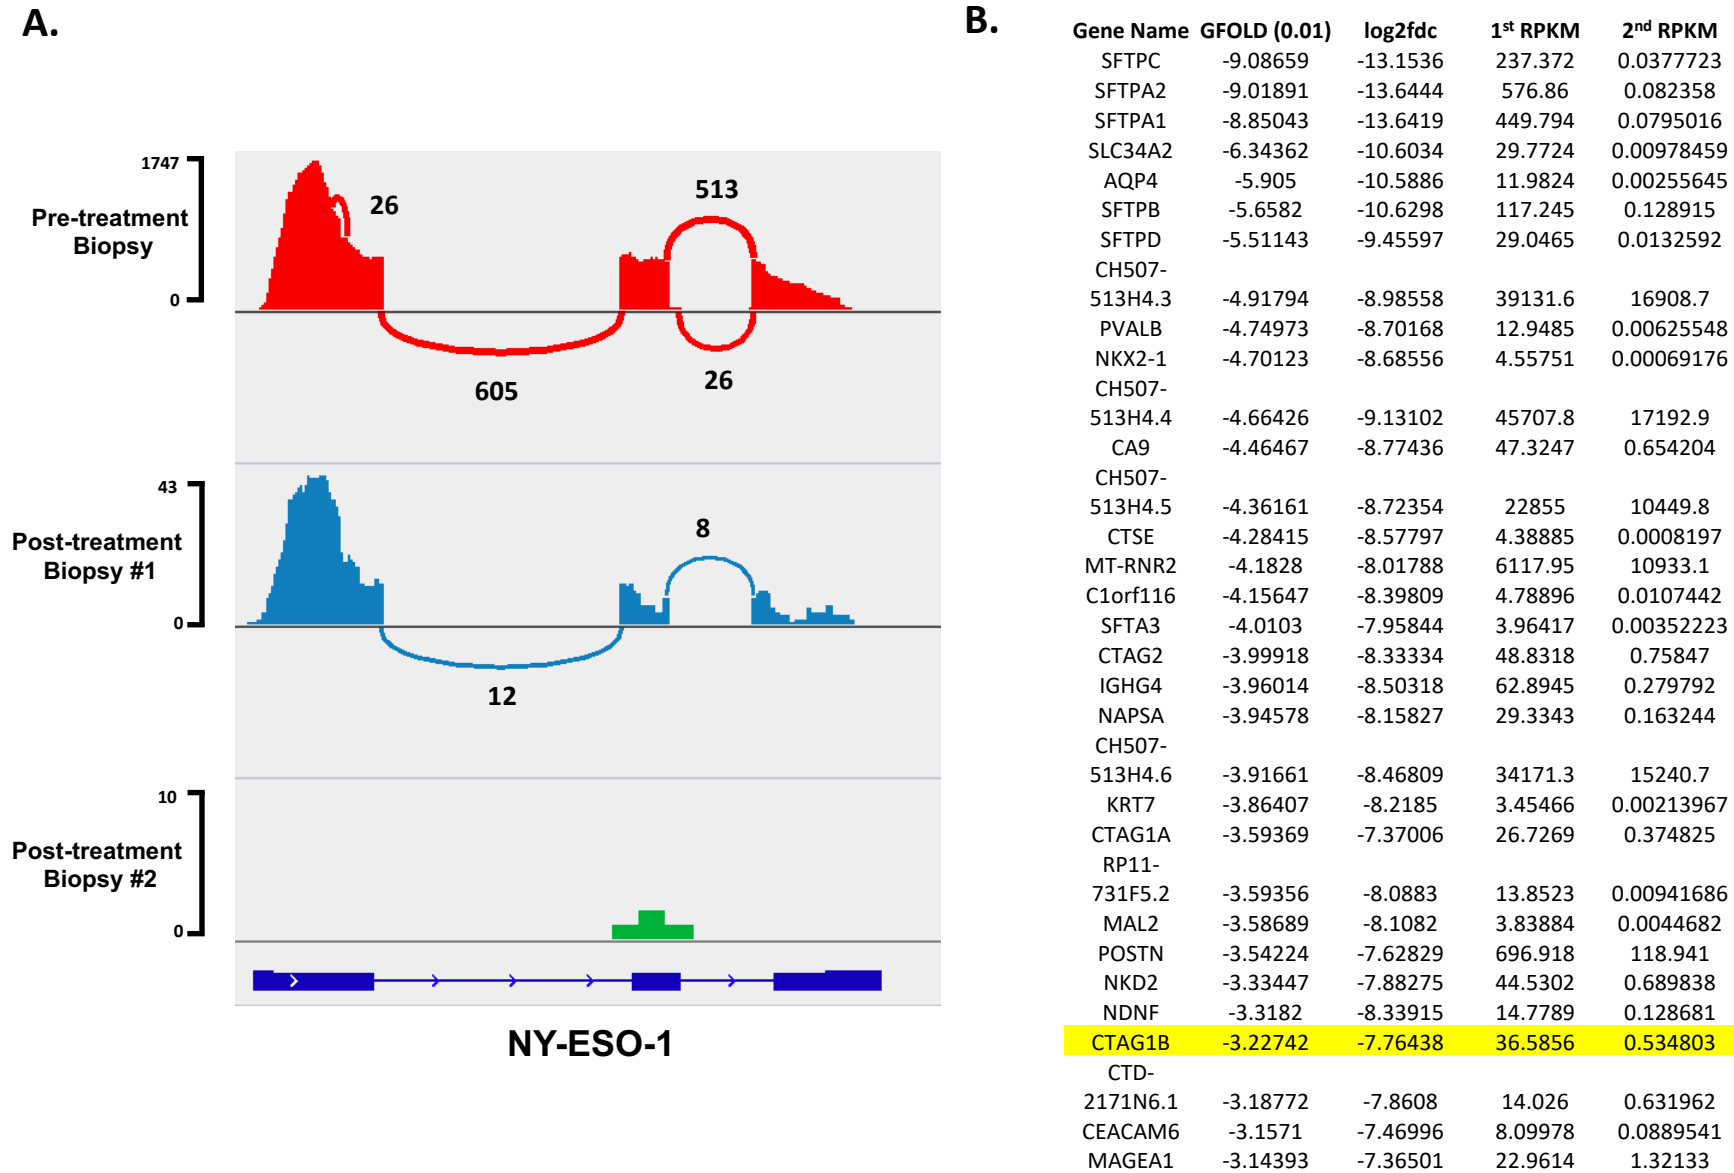 A.
1747
Pre-treatment
Biopsy
0
26
513
605
26
43
Post-treatment
Biopsy #1
0
8
12
10
Post-treatment
Biopsy #2
0
NY-ESO-1
B.
Gene Name GFOLD (0.01) log2fdc 1st RPKM 2nd RPKM
SFTPC -9.08659 -13.1536 237.372 0.0377723
SFTPA2 -9.01891 -13.6444 576.86 0.082358
SFTPA1 -8.85043 -13.6419 449.794 0.0795016
SLC34A2 -6.34362 -10.6034 29.7724 0.00978459
AQP4 -5.905 -10.5886 11.9824 0.00255645
SFTPB -5.6582 -10.6298 117.245 0.128915
SFTPD -5.51143 -9.45597 29.0465 0.0132592
CH507-
513H4.3 -4.91794 -8.98558 39131.6 16908.7
PVALB -4.74973 -8.70168 12.9485 0.00625548
NKX2-1 -4.70123 -8.68556 4.55751 0.00069176
CH507-
513H4.4 -4.66426 -9.13102 45707.8 17192.9
CA9 -4.46467 -8.77436 47.3247 0.654204
CH507-
513H4.5 -4.36161 -8.72354 22855 10449.8
CTSE -4.28415 -8.57797 4.38885 0.0008197
MT-RNR2 -4.1828 -8.01788 6117.95 10933.1
C1orf116 -4.15647 -8.39809 4.78896 0.0107442
SFTA3 -4.0103 -7.95844 3.96417 0.00352223
CTAG2 -3.99918 -8.33334 48.8318 0.75847
IGHG4 -3.96014 -8.50318 62.8945 0.279792
NAPSA -3.94578 -8.15827 29.3343 0.163244
CH507-
513H4.6 -3.91661 -8.46809 34171.3 15240.7
KRT7 -3.86407 -8.2185 3.45466 0.00213967
CTAG1A -3.59369 -7.37006 26.7269 0.374825
RP11-
731F5.2 -3.59356 -8.0883 13.8523 0.00941686
MAL2 -3.58689 -8.1082 3.83884 0.0044682
POSTN -3.54224 -7.62829 696.918 118.941
NKD2 -3.33447 -7.88275 44.5302 0.689838
NDNF -3.3182 -8.33915 14.7789 0.128681
CTAG1B -3.22742 -7.76438 36.5856 0.534803
CTD-
2171N6.1 -3.18772 -7.8608 14.026 0.631962
CEACAM6 -3.1571 -7.46996 8.09978 0.0889541
MAGEA1 -3.14393 -7.36501 22.9614 1.32133